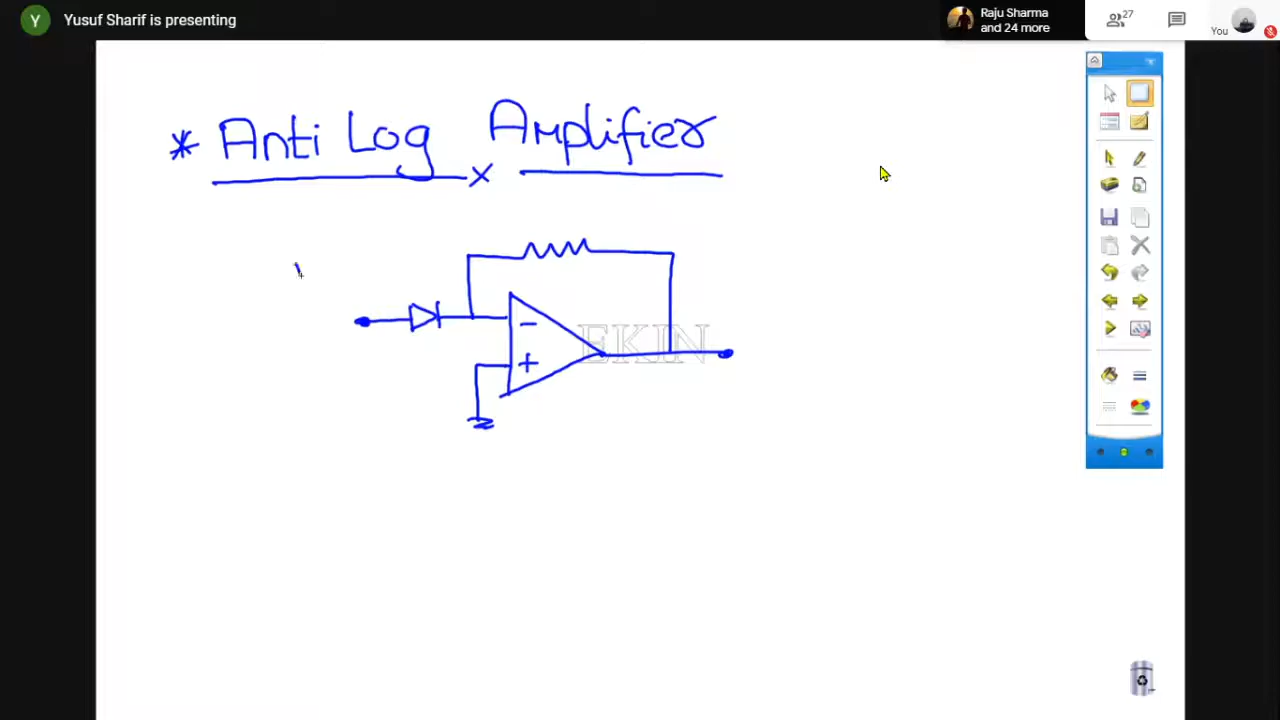 Y Yusuf Sharif is presenting
Raju Sharma
and 24 more
27
You
* Anti Log × Amplifier
−
EKIN
+